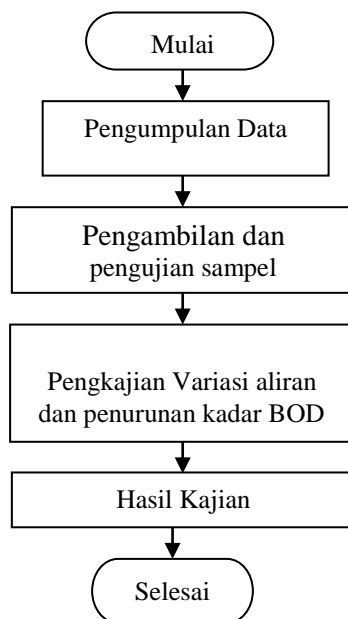 Mulai
Pengumpulan Data
Pengambilan dan
pengujian sampel
Pengkajian Variasi aliran
dan penurunan kadar BOD
Hasil Kajian
Selesai